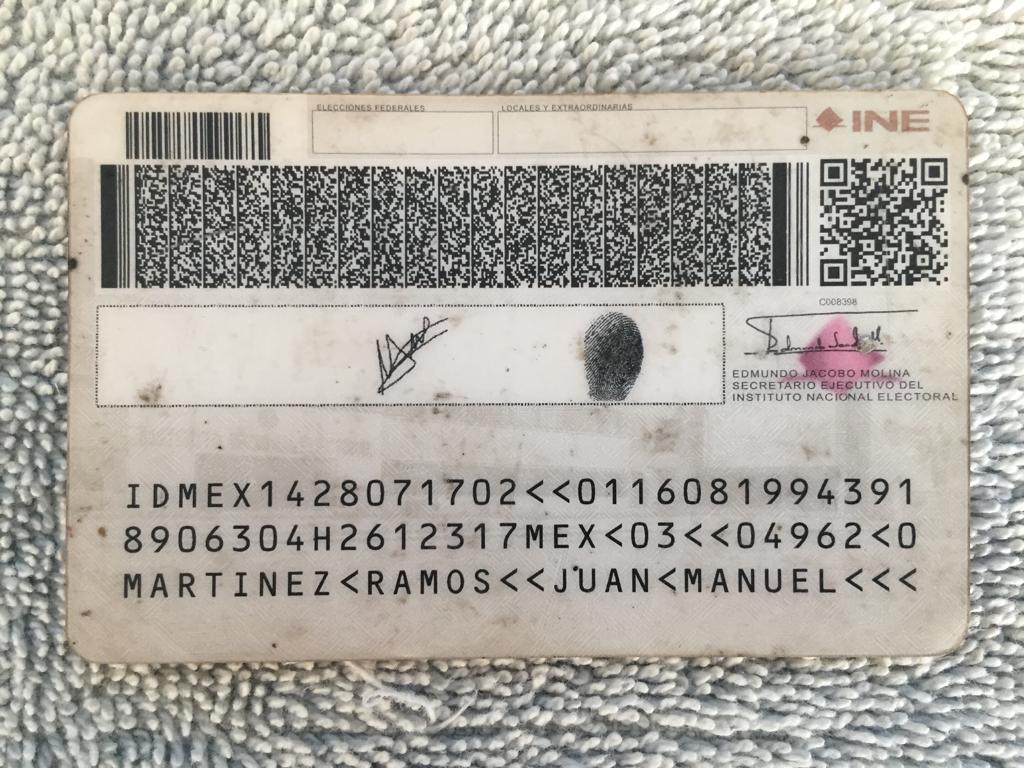 ELECCIONES FEDERALES
LOCALES Y EXTRAORDINARIAS
INE
C008398
EDMUNDO JACOBO MOLINA
SECRETARIO EJECUTIVO DEL
INSTITUTO NACIONAL ELECTORAL
IDMEX1428071702<<0116081994391
8906304H2612317MEX<03<<04962<0
MARTINEZ<RAMOS<<JUAN<MANUEL<<<